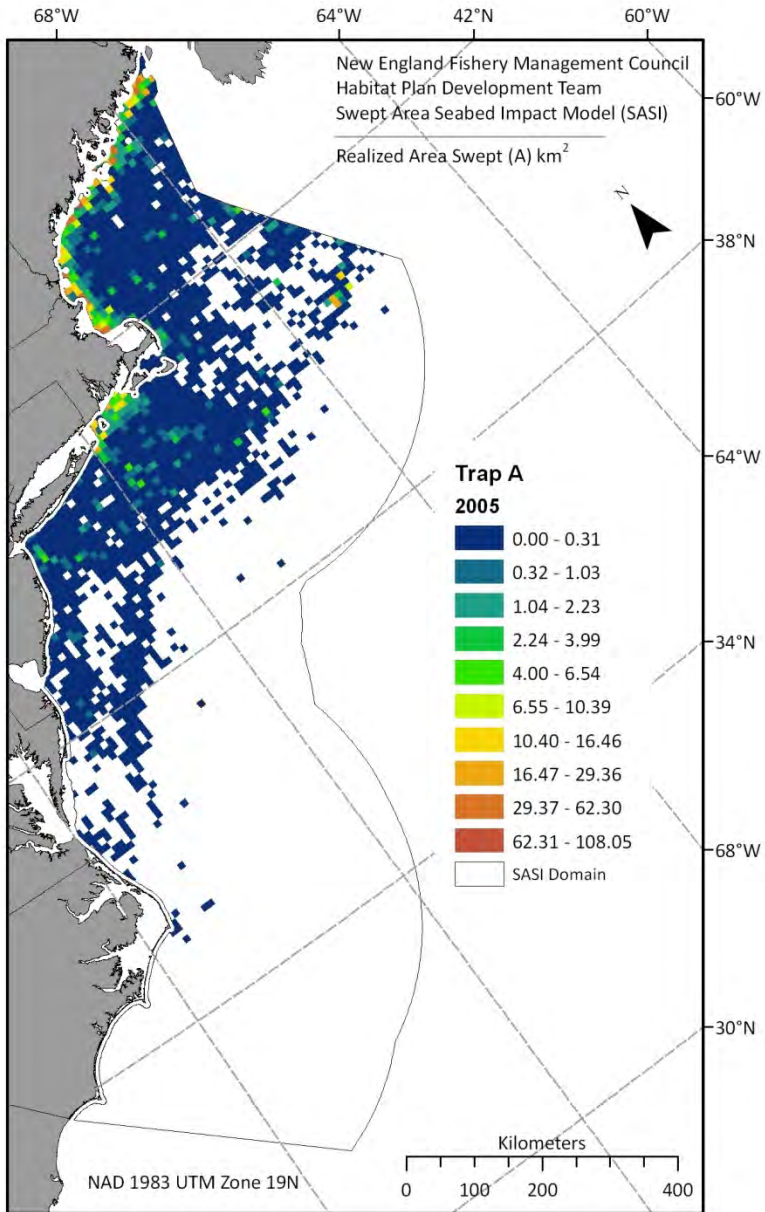 68°W 64°W 42°N 60°W
New England Fishery Management Council
Habitat Plan Development Team
Swept Area Seabed Impact Model (SASI)
Realized Area Swept (A) km²
60°W
N
38°N
64°W
Trap A
2005
0.00 - 0.31
0.32 - 1.03
1.04 - 2.23
2.24 - 3.99
4.00 - 6.54
6.55 - 10.39
10.40 - 16.46
16.47 - 29.36
29.37 - 62.30
62.31 - 108.05
SASI Domain
34°N
68°W
30°N
Kilometers
0 100 200 400
NAD 1983 UTM Zone 19N